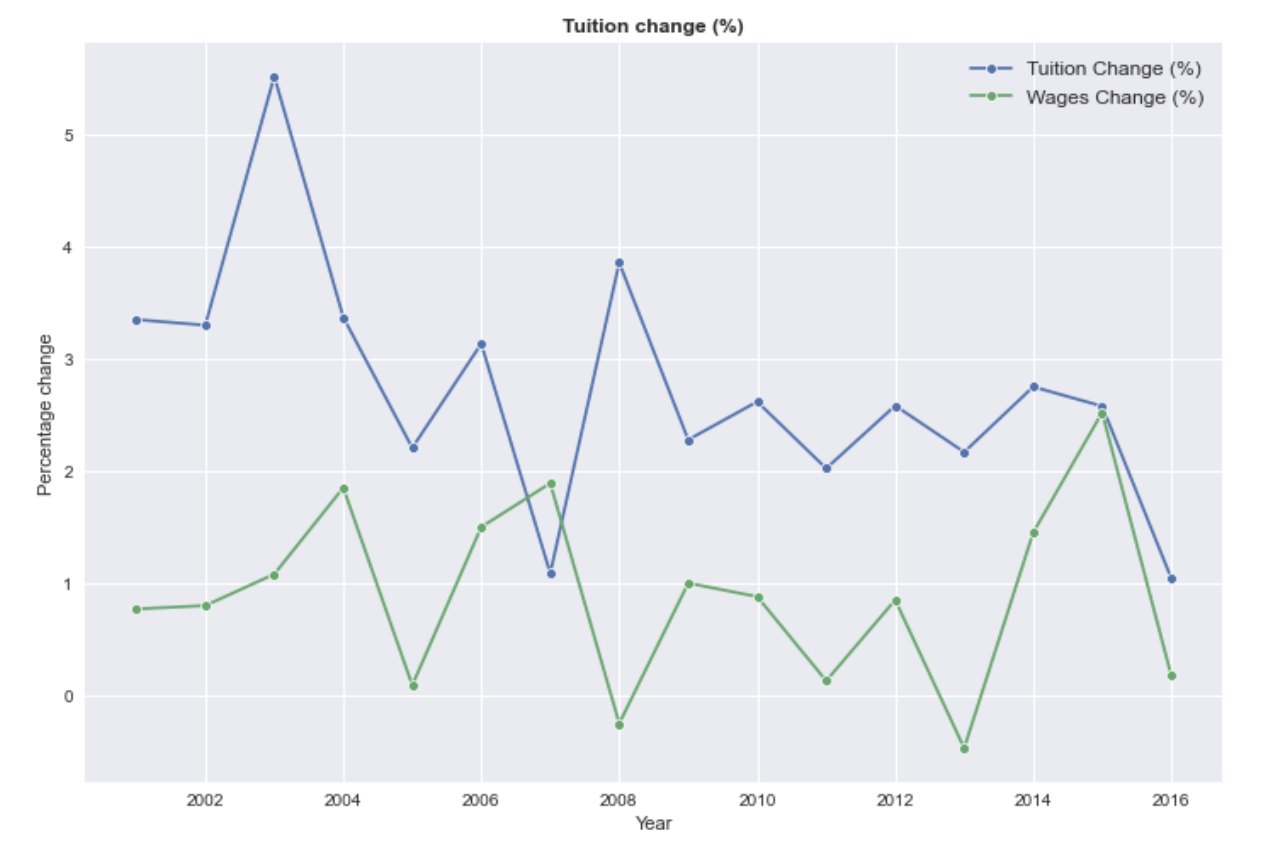 Tuition change (%)
Tuition Change (%)
Wages Change (%)
5
4
3
2
1
0
Percentage change
2002 2004 2006 2008 2010 2012 2014 2016
Year